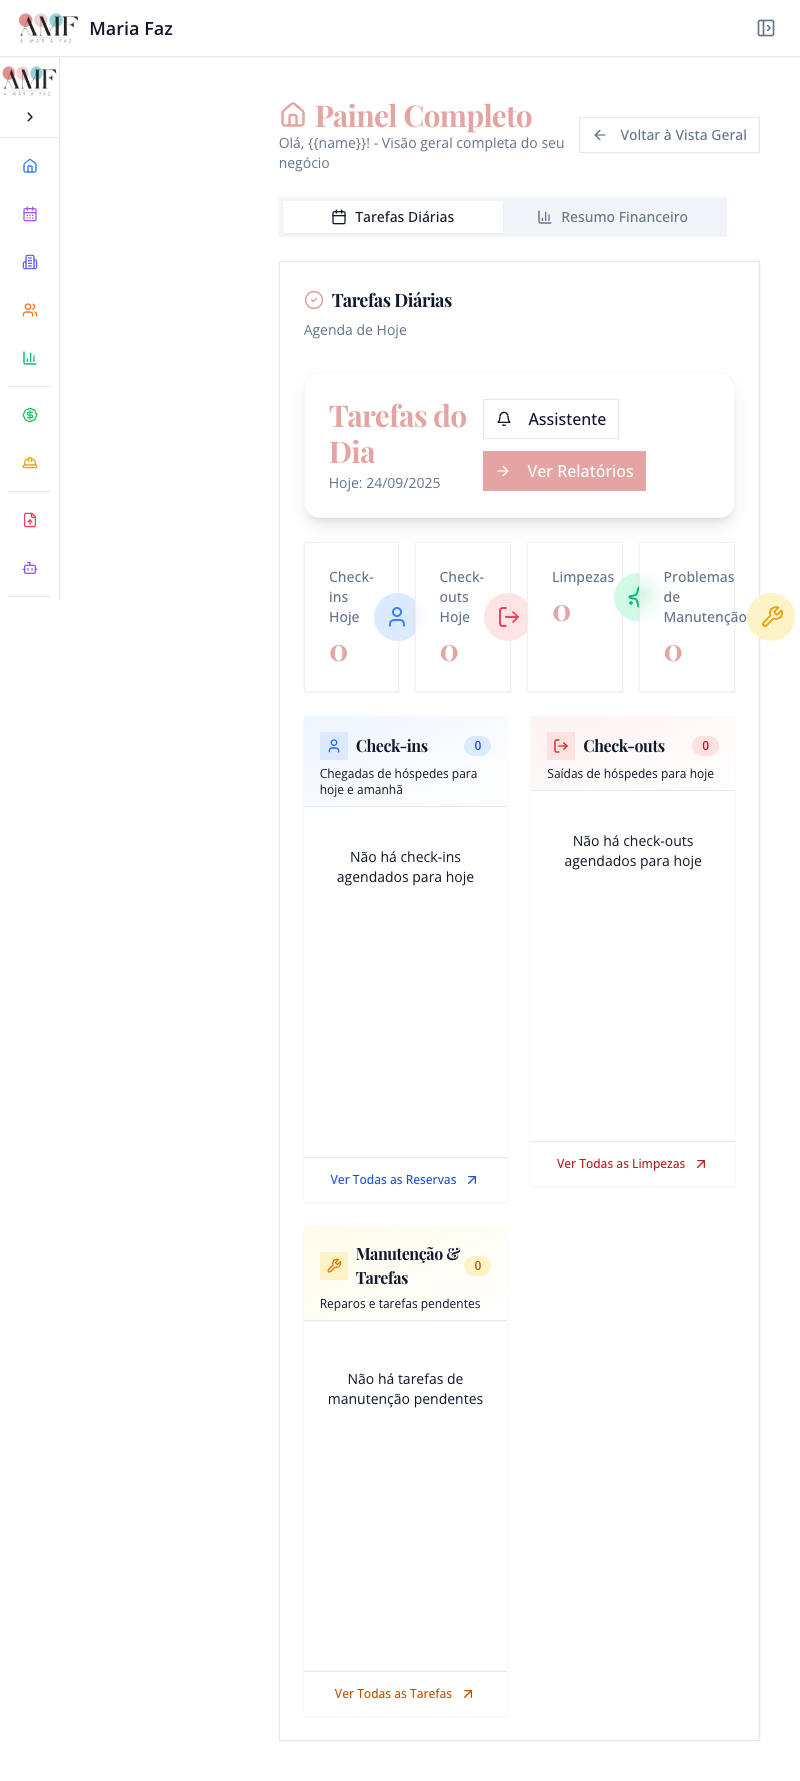 AMF
A MAR A FAZ
Maria Faz
AMF
A MAR A FAZ
Painel Completo
Olá, {{name}}! - Visão geral completa do seu
negócio
Voltar à Vista Geral
Tarefas Diárias
Resumo Financeiro
Tarefas Diárias
Agenda de Hoje
Tarefas do
Dia
Hoje: 24/09/2025
Assistente
Ver Relatórios
Check-
ins
Hoje
0
Check-
outs
Hoje
0
Limpezas
0
Problemas
de
Manutenção
0
Check-ins
0
Chegadas de hóspedes para
hoje e amanhã
Não há check-ins
agendados para hoje
Ver Todas as Reservas
Check-outs
0
Saídas de hóspedes para hoje
Não há check-outs
agendados para hoje
Ver Todas as Limpezas
Manutenção &
Tarefas
0
Reparos e tarefas pendentes
Não há tarefas de
manutenção pendentes
Ver Todas as Tarefas